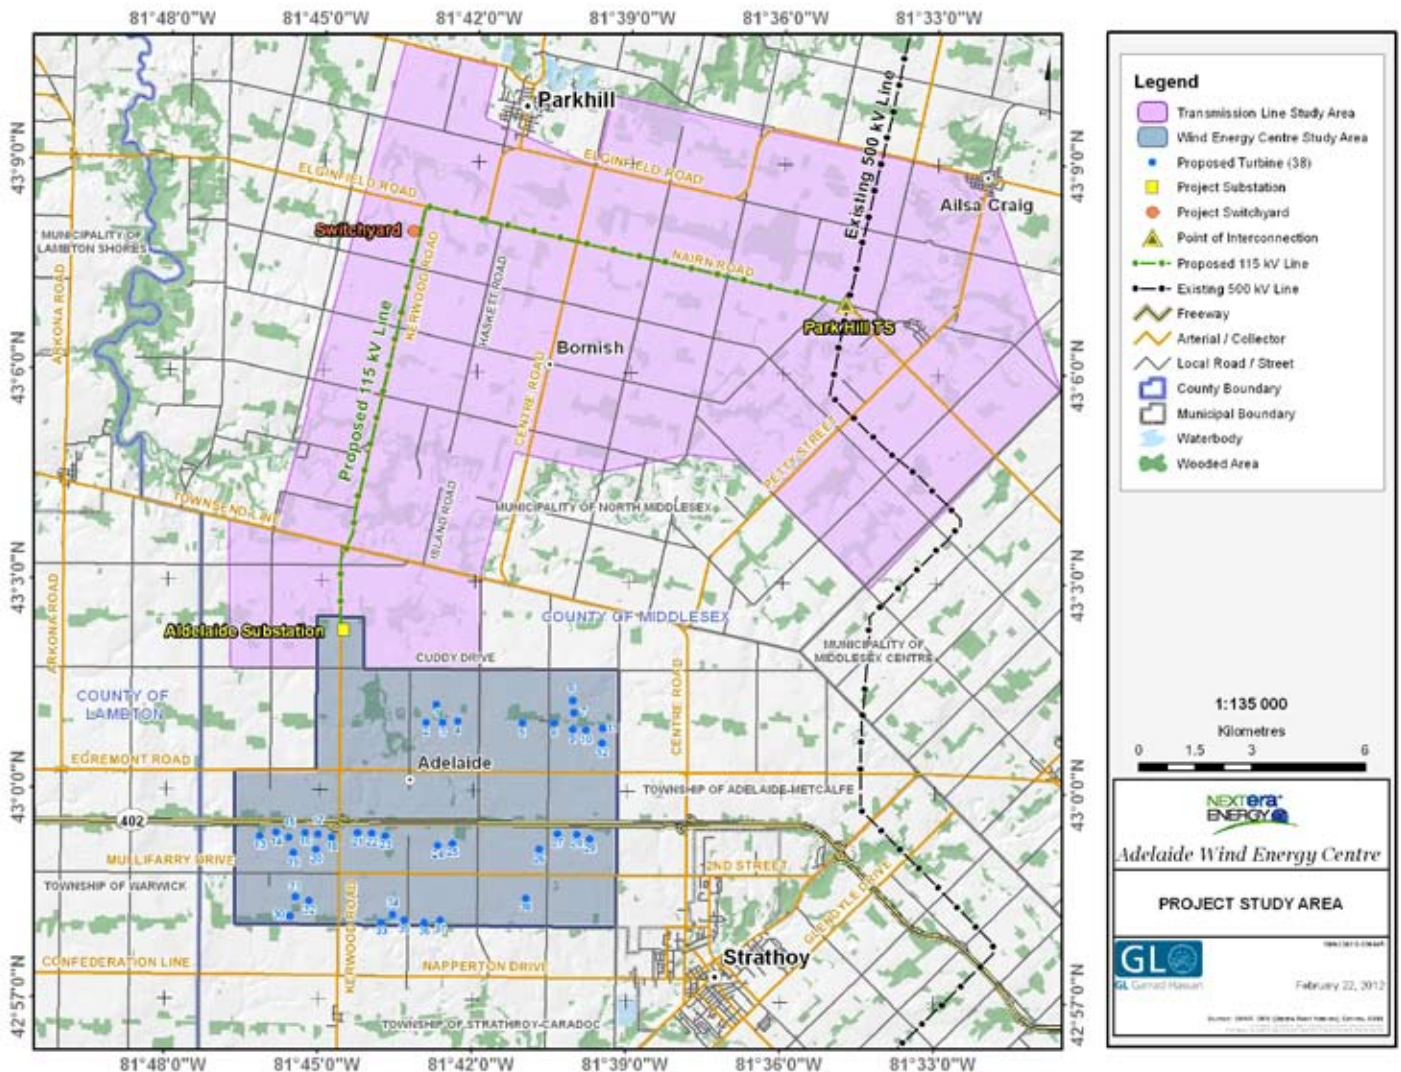 81°48'0"W 81°45'0"W 81°42'0"W 81°39'0"W 81°36'0"W 81°33'0"W
43°9'0"N
43°6'0"N
43°3'0"N
43°0'0"N
42°57'0"N
43°9'0"N
43°6'0"N
43°3'0"N
43°0'0"N
42°57'0"N
Parkhill
Existing 500 kV Line
ELGINFIELD ROAD
ELGINFIELD ROAD
Ailsa Craig
Switchyard
MUNICIPALITY OF
LAMBTON SHORES
ARKONA ROAD
KERWOOD ROAD
HASKETT ROAD
NAIRN ROAD
Park Hill TS
Bornish
Proposed 115 kV Line
CENTRE ROAD
PETTY STREET
TOWNSEND LINE
ISLAND ROAD
MUNICIPALITY OF NORTH MIDDLESEX
ARKONA ROAD
COUNTY OF MIDDLESEX
Aldelaide Substation
MUNICIPALITY OF
MIDDLESEX CENTRE
CUDDY DRIVE
COUNTY OF
LAMBTON
CENTRE ROAD
EGREMONT ROAD
Adelaide
TOWNSHIP OF ADELAIDE-METCALFE
402
MULLIFARRY DRIVE
2ND STREET
TOWNSHIP OF WARWICK
KERWOOD ROAD
GLENGYLE DRIVE
CONFEDERATION LINE
NAPPERTON DRIVE
Strathoy
TOWNSHIP OF STRATHROY-CARADOC
81°48'0"W 81°45'0"W 81°42'0"W 81°39'0"W 81°36'0"W 81°33'0"W
Legend
Transmission Line Study Area
Wind Energy Centre Study Area
Proposed Turbine (38)
Project Substation
Project Switchyard
Point of Interconnection
Proposed 115 kV Line
Existing 500 kV Line
Freeway
Arterial / Collector
Local Road / Street
County Boundary
Municipal Boundary
Waterbody
Wooded Area
1:135 000
Kilometres
0 1.5 3 6
NEXTera
ENERGY
Adelaide Wind Energy Centre
PROJECT STUDY AREA
GL
GL Garrad Hassan
February 22, 2012